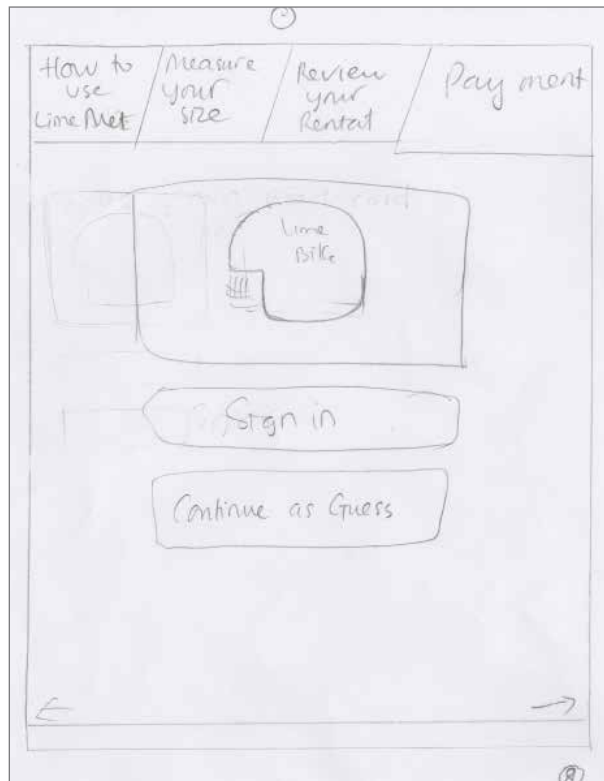 How to
use
Lime Met
Measure
your
size
Review
your
Rental
Payment
Lime
Bike
Sign in
Continue as Guess
8